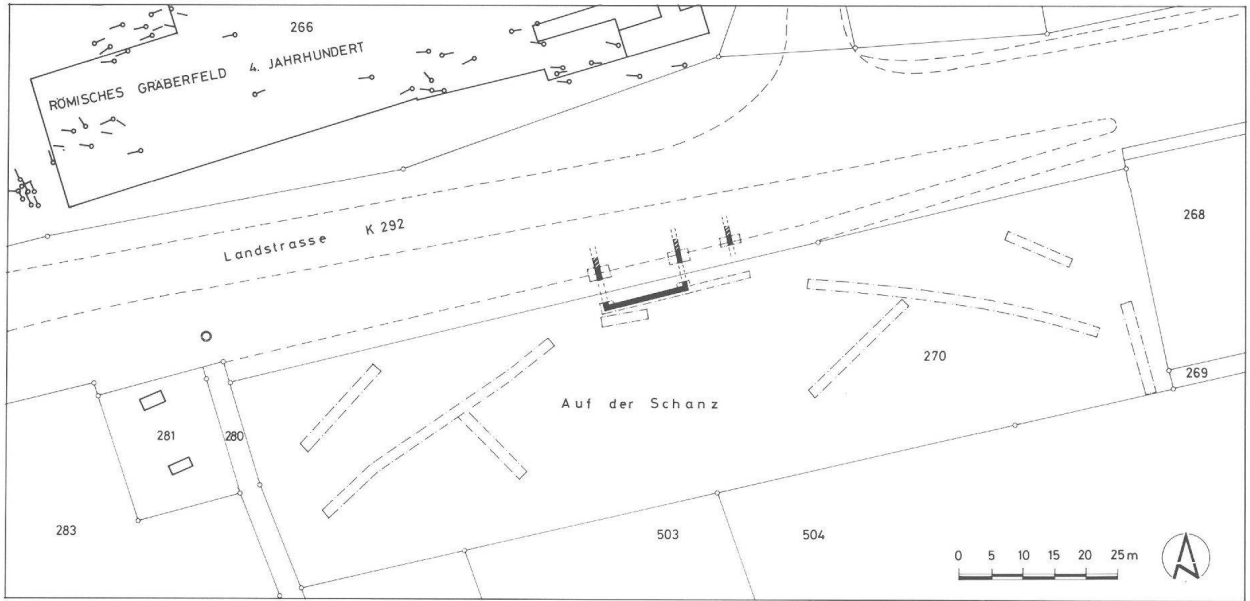 266
RÖMISCHES GRÄBERFELD 4. JAHRHUNDERT
268
Landstrasse K 292
270
269
Auf der Schanz
281
280
283
503
504
0 5 10 15 20 25m
N